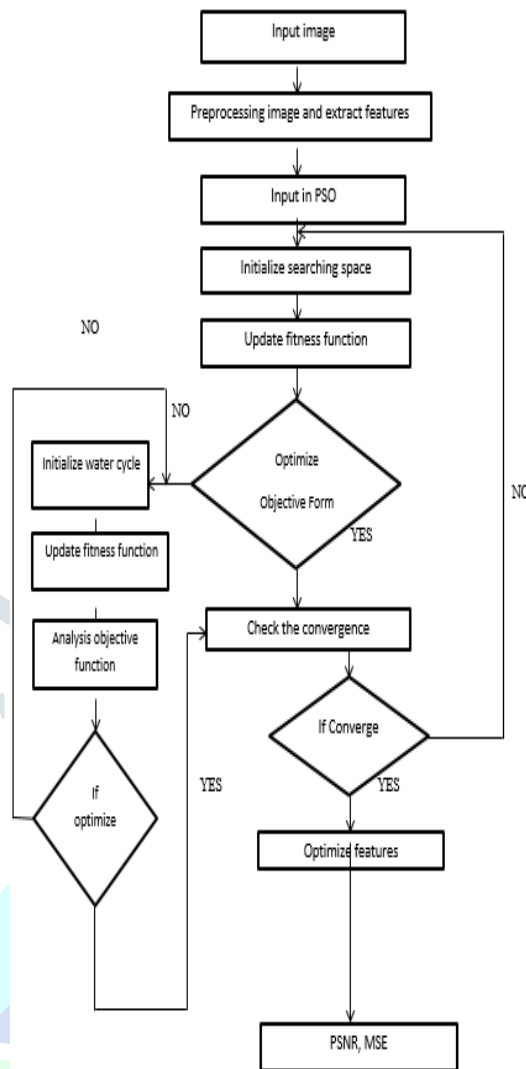 Input image
Preprocessing image and extract features
Input in PSO
Initialize searching space
NO
Update fitness function
NO
Optimize
Objective Form
YES
Initialize water cycle
NO
Update fitness function
Analysis objective
function
Check the convergence
If Converge
YES
If
optimize
YES
Optimize features
PSNR, MSE